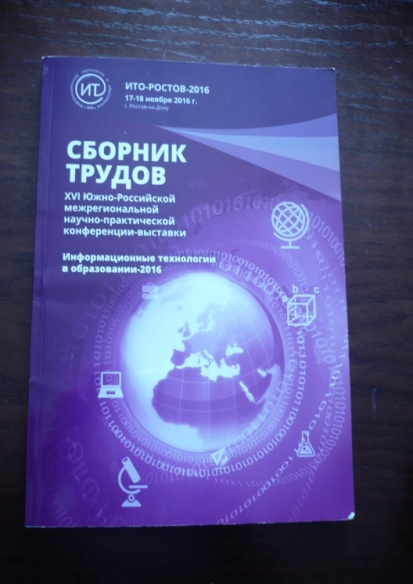 ИТО
ИТО-РОСТОВ-2016
17-18 ноября 2016 г.
г. Ростов-на-Дону
СБОРНИК
ТРУДОВ
XVI Южно-Российской
межрегиональной
научно-практической
конференции-выставки
Информационные технологии
в образовании-2016
b c